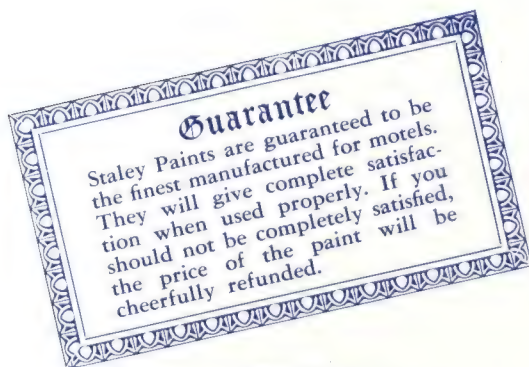 Guarantee
Staley Paints are guaranteed to be
the finest manufactured for motels.
They will give complete satisfac-
tion when used properly. If you
should not be completely satisfied,
the price of the paint will be
cheerfully refunded.